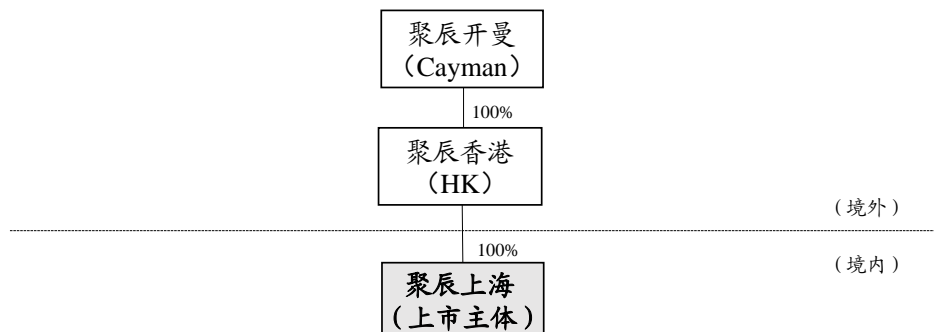 聚辰开曼
（Cayman）
100%
聚辰香港
（HK）
（境外）
100%
（境内）
聚辰上海
（上市主体）